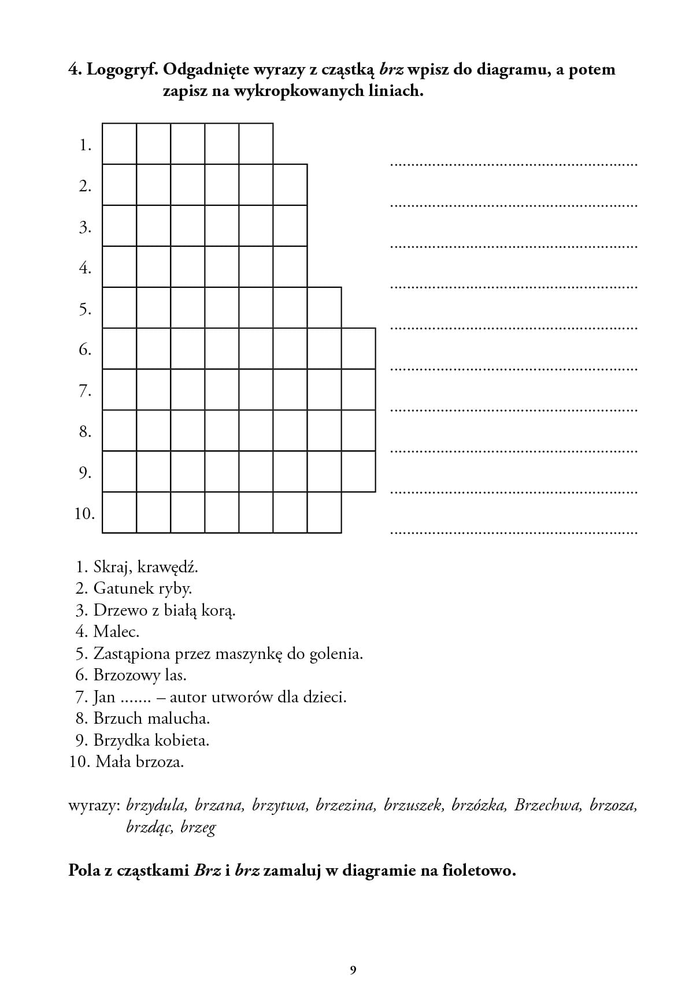 4. Logogryf. Odgadnięte wyrazy z cząstką brz wpisz do diagramu, a potem
zapisz na wykropkowanych liniach.
1.
2.
3.
4.
5.
6.
7.
8.
9.
10.
1. Skraj, krawędź.
2. Gatunek ryby.
3. Drzewo z białą korą.
4. Malec.
5. Zastąpiona przez maszynkę do golenia.
6. Brzozowy las.
7. Jan ....... – autor utworów dla dzieci.
8. Brzuch malucha.
9. Brzydka kobieta.
10. Mała brzoza.
wyrazy: brzydula, brzana, brzytwa, brzezina, brzuszek, brzózka, Brzechwa, brzoza,
brzdąc, brzeg
Pola z cząstkami Brz i brz zamaluj w diagramie na fioletowo.
9